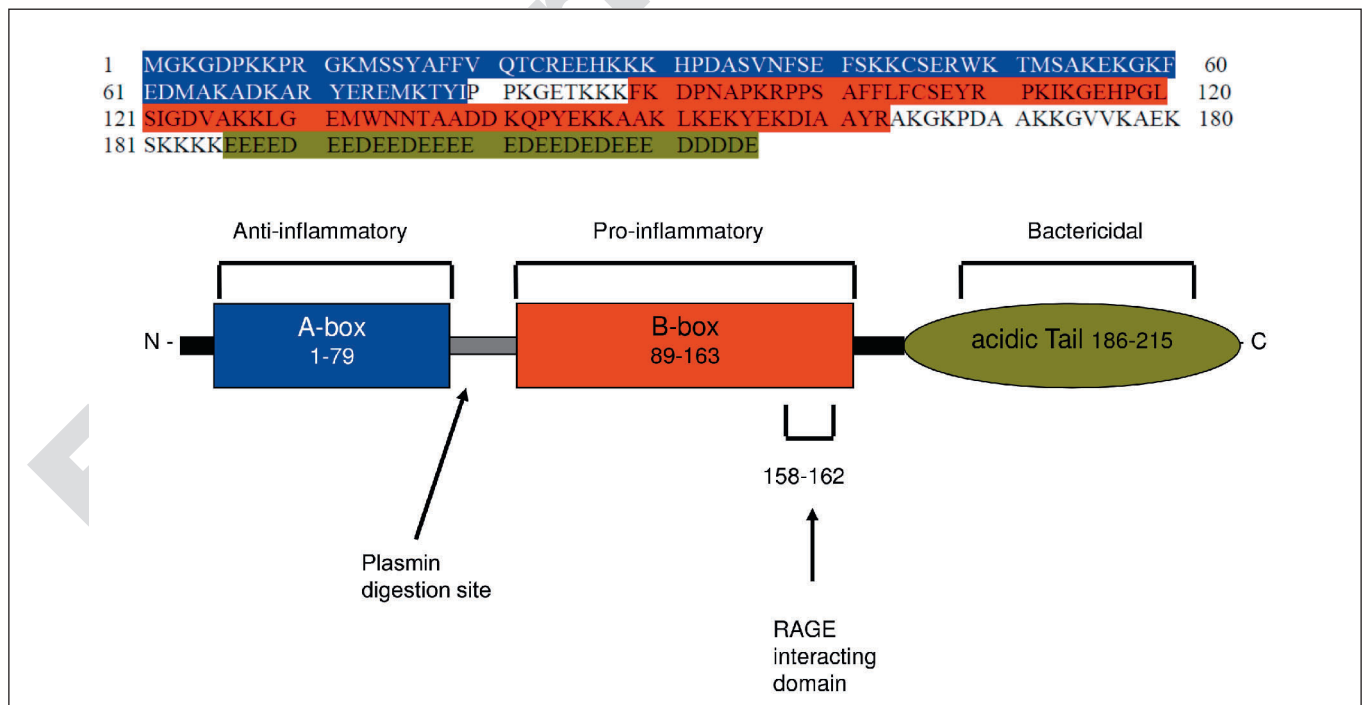 1 MGKGDPKKPR GKMSSYAFFV QTCREEHKKK HPDASVNFSE FSKKCSERWK TMSAKEKGKF 60
61 EDMAKADKAR YEREMKTYIP PKGETKKKFK DPNAPKRPPS AFFLFCSEYR PKIKGEHPGL 120
121 SIGDVAKKLG EMWNNTAADD KQPYEKKAAK LKEKYEKDIA AYRAKGKPDA AKKGVVKAEK 180
181 SKKKKEEEED EEDEEDEEEE EDEEDEDEEE DDDDE
Anti-inflammatory
Pro-inflammatory
Bactericidal
N -
A-box
1-79
B-box
89-163
acidic Tail 186-215
- C
158-162
Plasmin
digestion site
RAGE
interacting
domain